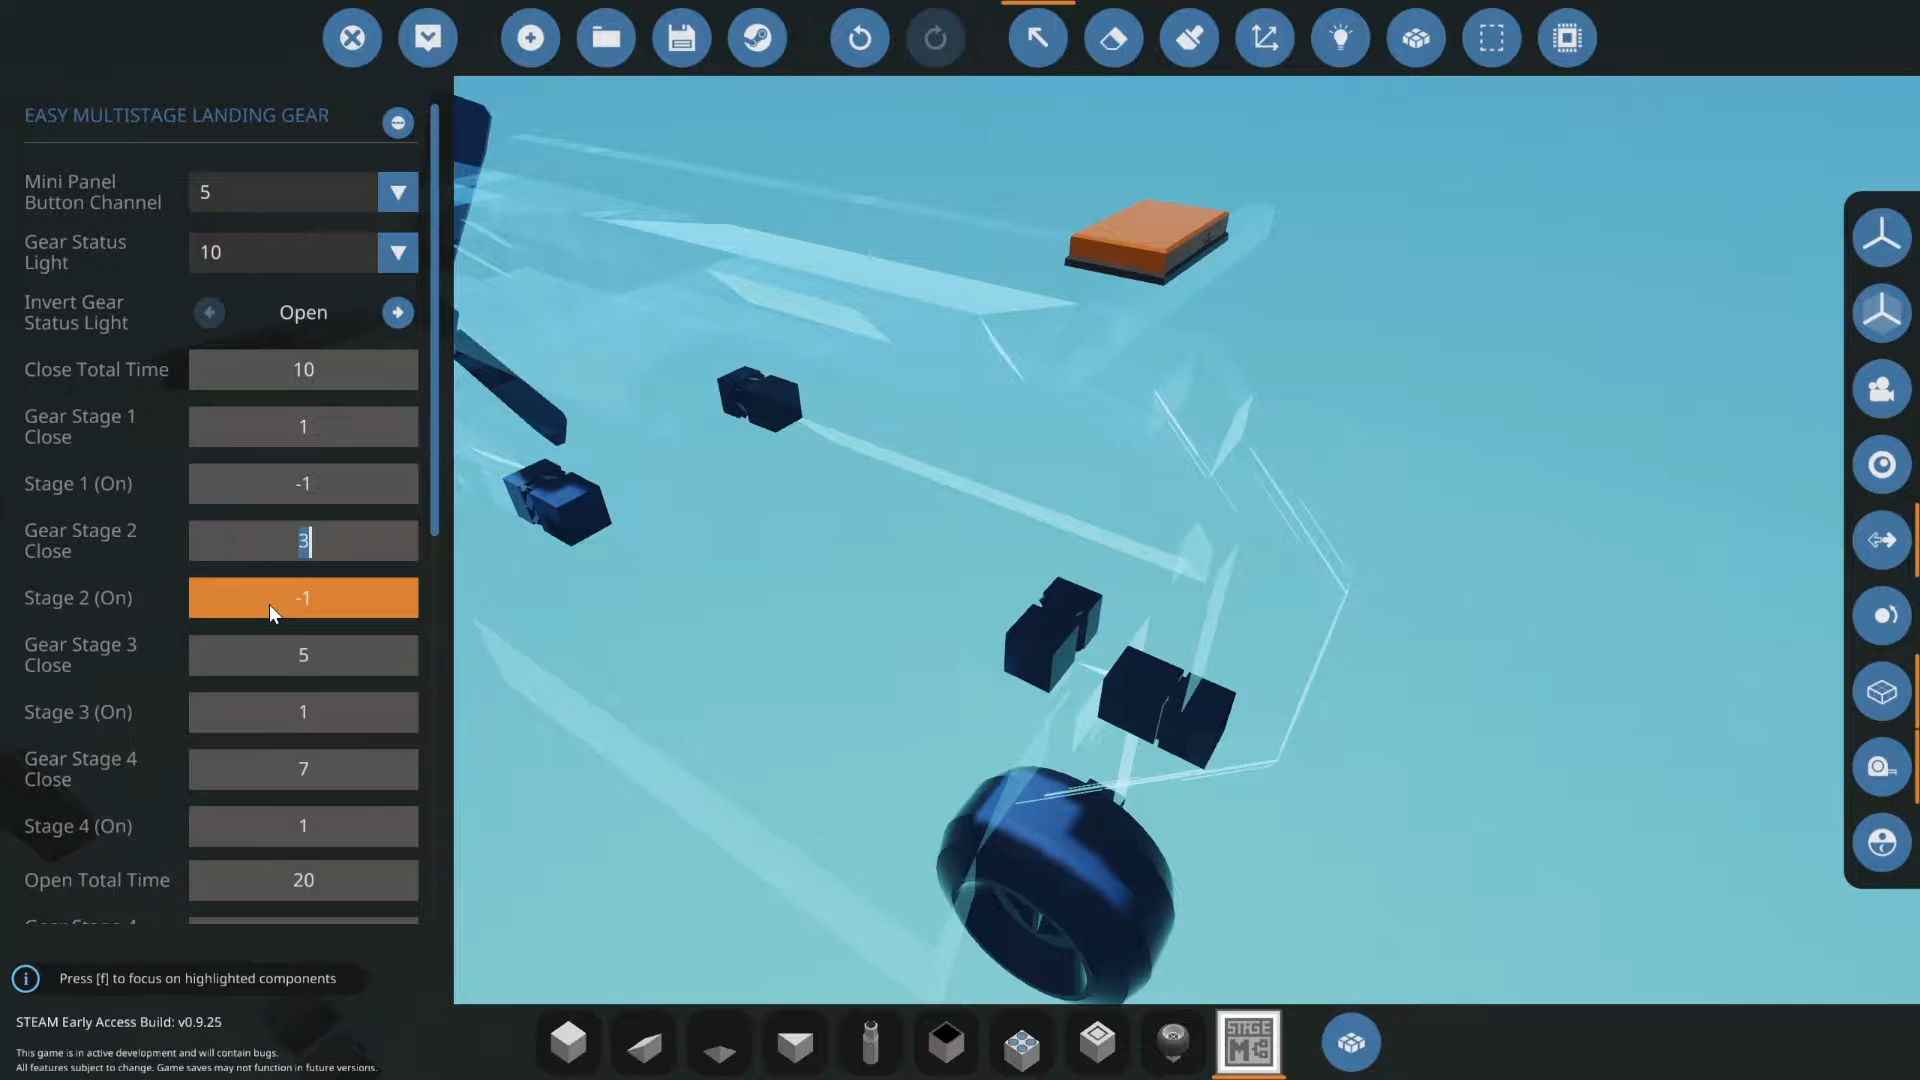 EASY MULTISTAGE LANDING GEAR
Mini Panel
Button Channel
5
Gear Status
Light
10
Invert Gear
Status Light
Open
Close Total Time
10
Gear Stage 1
Close
1
Stage 1 (On)
-1
Gear Stage 2
Close
3
Stage 2 (On)
-1
Gear Stage 3
Close
5
Stage 3 (On)
1
Gear Stage 4
Close
7
Stage 4 (On)
1
Open Total Time
20
Gear Stage 4
Press [f] to focus on highlighted components
STEAM Early Access Build: v0.9.25
This game is in active development and will contain bugs.
All features subject to change. Game saves may not function in future versions.
STAGE
M